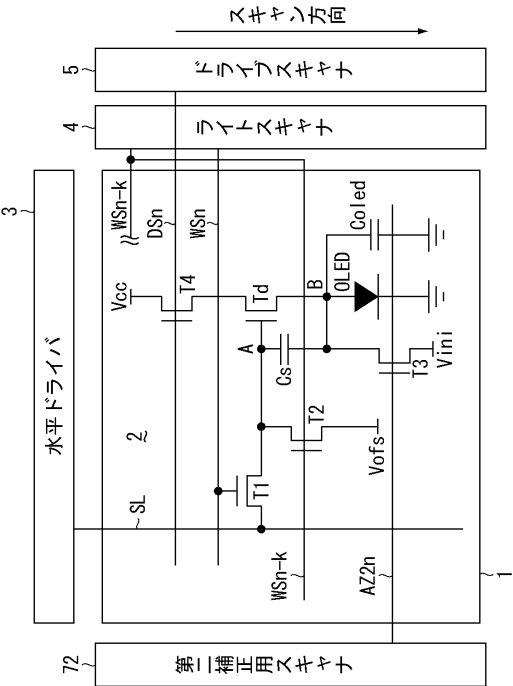 スキャン方向
5
ドライブスキャナ
4
ライトスキャナ
3
水平ドライバ
WSn-k
DSn
WSn
Vcc
T4
Td
B
Coled
OLED
A
Cs
T3
Vini
2
T2
Vofs
SL
T1
WSn-k
AZ2n
1
72
第二補正用スキャナ